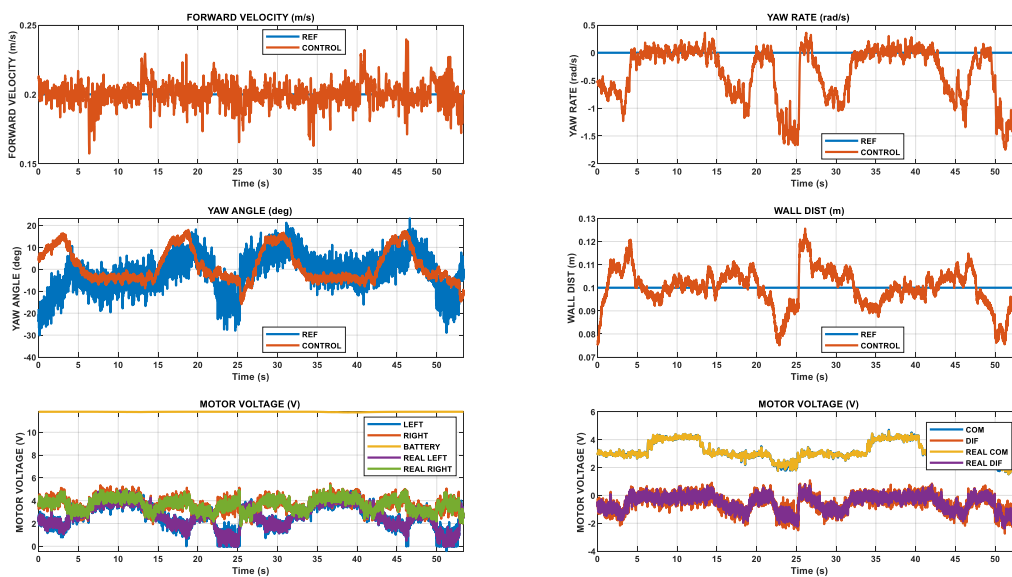 FORWARD VELOCITY (m/s)
FORWARD VELOCITY (m/s)
0.25
0.2
0.15
REF
CONTROL
0 5 10 15 20 25 30 35 40 45 50
Time (s)
YAW RATE (rad/s)
YAW RATE (rad/s)
0.5
0
-0.5
-1
-1.5
-2
REF
CONTROL
0 5 10 15 20 25 30 35 40 45 50
Time (s)
YAW ANGLE (deg)
YAW ANGLE (deg)
20
10
0
-10
-20
-30
-40
REF
CONTROL
0 5 10 15 20 25 30 35 40 45 50
Time (s)
WALL DIST (m)
WALL DIST (m)
0.13
0.12
0.11
0.1
0.09
0.08
0.07
REF
CONTROL
0 5 10 15 20 25 30 35 40 45 50
Time (s)
MOTOR VOLTAGE (V)
MOTOR VOLTAGE (V)
10
8
6
4
2
0
LEFT
RIGHT
BATTERY
REAL LEFT
REAL RIGHT
0 5 10 15 20 25 30 35 40 45 50
Time (s)
MOTOR VOLTAGE (V)
MOTOR VOLTAGE (V)
6
4
2
0
-2
-4
COM
DIF
REAL COM
REAL DIF
0 5 10 15 20 25 30 35 40 45 50
Time (s)